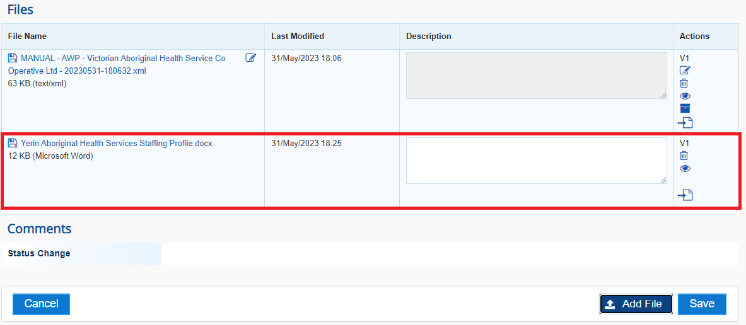 Files
File Name Last Modified Description Actions
MANUAL - AWP - Victorian Aboriginal Health Service Co 31/May/2023 18:06 V1
Operative Ltd - 20230531-180632.xml
63 KB (text/xml)
Yerin Aboriginal Health Services Staffing Profile.docx 31/May/2023 18:25 V1
12 KB (Microsoft Word)
Comments
Status Change
Cancel Add File Save